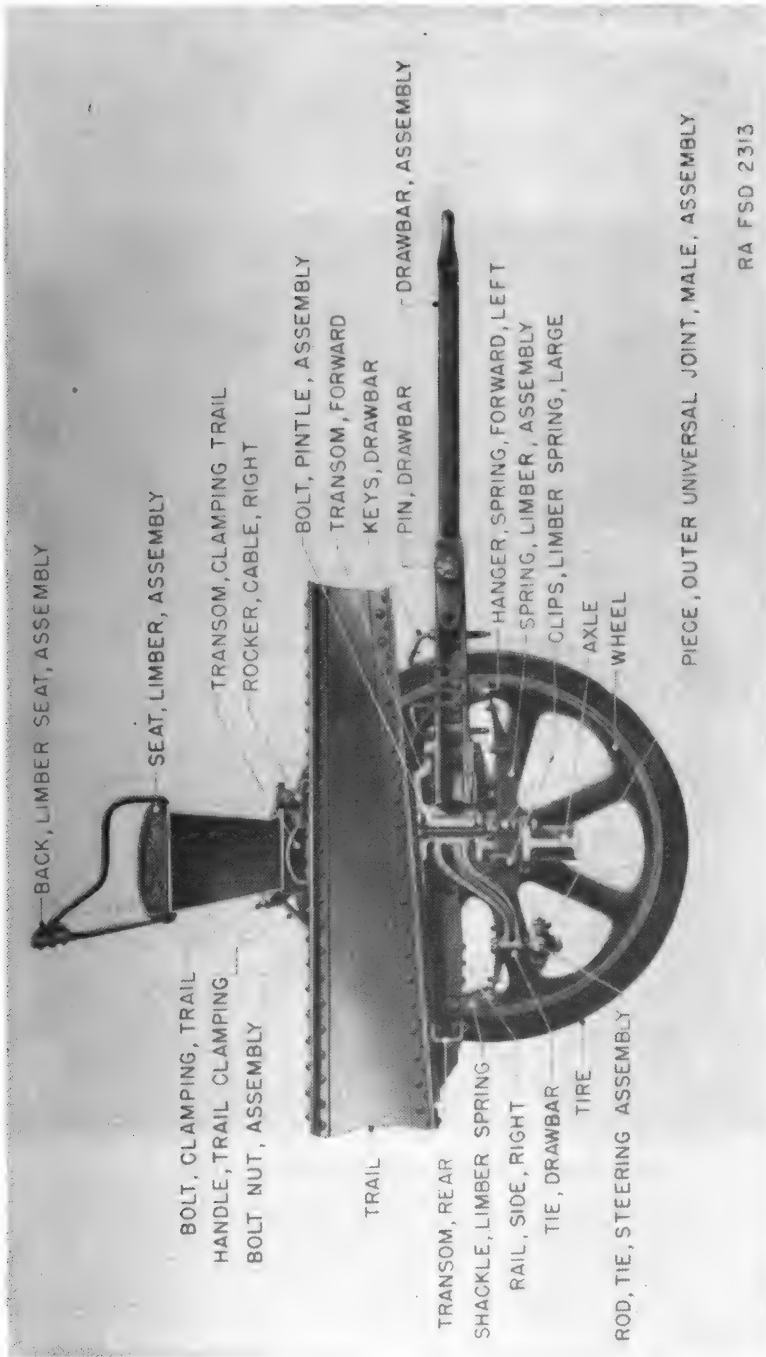 BACK, LIMBER SEAT, ASSEMBLY
SEAT, LIMBER, ASSEMBLY
TRANSOM, CLAMPING TRAIL
ROCKER, CABLE, RIGHT
BOLT, PINTLE, ASSEMBLY
TRANSOM, FORWARD
KEYS, DRAWBAR
PIN, DRAWBAR
DRAWBAR, ASSEMBLY
HANGER, SPRING, FORWARD, LEFT
SPRING, LIMBER, ASSEMBLY
CLIPS, LIMBER SPRING, LARGE
AXLE
WHEEL
PIECE, OUTER UNIVERSAL JOINT, MALE, ASSEMBLY
BOLT, CLAMPING, TRAIL
HANDLE, TRAIL CLAMPING
BOLT NUT, ASSEMBLY
TRAIL
TRANSOM, REAR
SHACKLE, LIMBER SPRING
RAIL, SIDE, RIGHT
TIE, DRAWBAR
TIRE
ROD, TIE, STEERING ASSEMBLY
RA FSD 2313